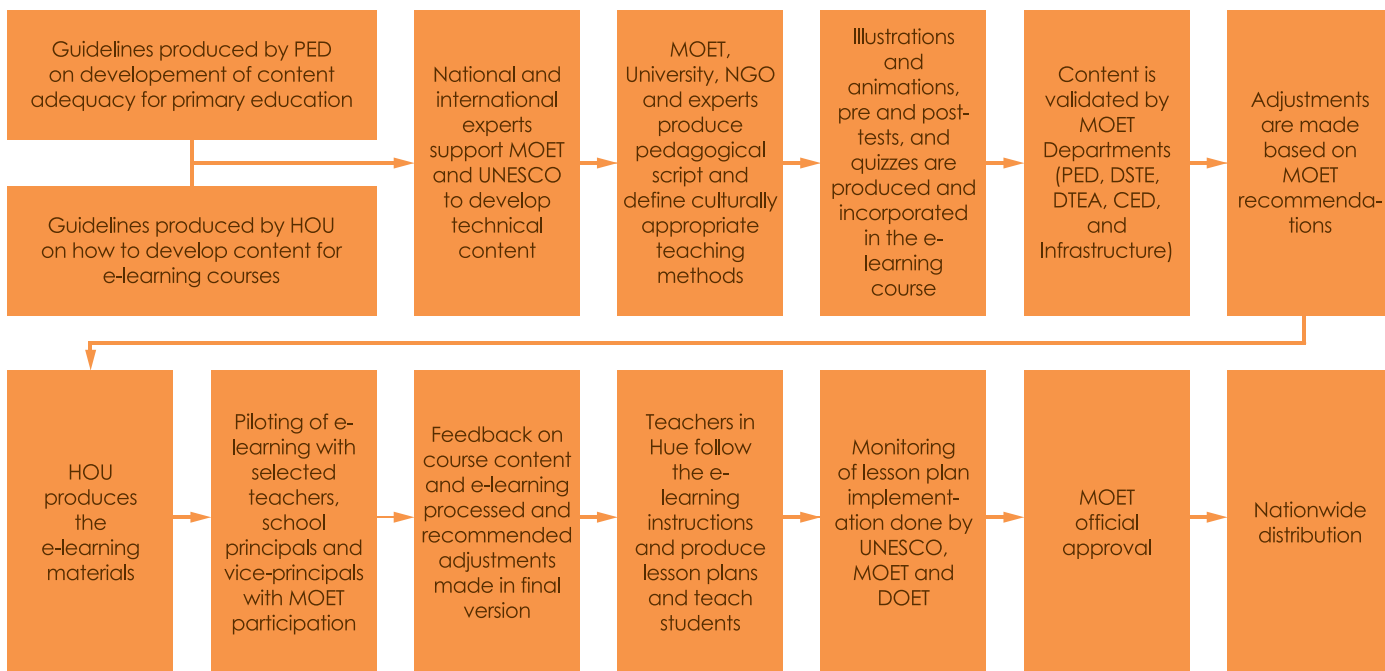 Guidelines produced by PED
on developement of content
adequacy for primary education
Guidelines produced by HOU
on how to develop content for
e-learning courses
National and
international
experts
support MOET
and UNESCO
to develop
technical
content
MOET,
University, NGO
and experts
produce
pedagogical
script and
define culturally
appropriate
teaching
methods
Illustrations
and
animations,
pre and post-
tests, and
quizzes are
produced and
incorporated
in the e-
learning
course
Content is
validated by
MOET
Departments
(PED, DSTE,
DTEA, CED,
and
Infrastructure)
Adjustments
are made
based on
MOET
recommenda-
tions
HOU
produces
the
e-learning
materials
Piloting of e-
learning with
selected
teachers,
school
principals and
vice-principals
with MOET
participation
Feedback on
course content
and e-learning
processed and
recommended
adjustments
made in final
version
Teachers in
Hue follow
the e-
learning
instructions
and produce
lesson plans
and teach
students
Monitoring
of lesson plan
implement-
ation done by
UNESCO,
MOET and
DOET
MOET
official
approval
Nationwide
distribution